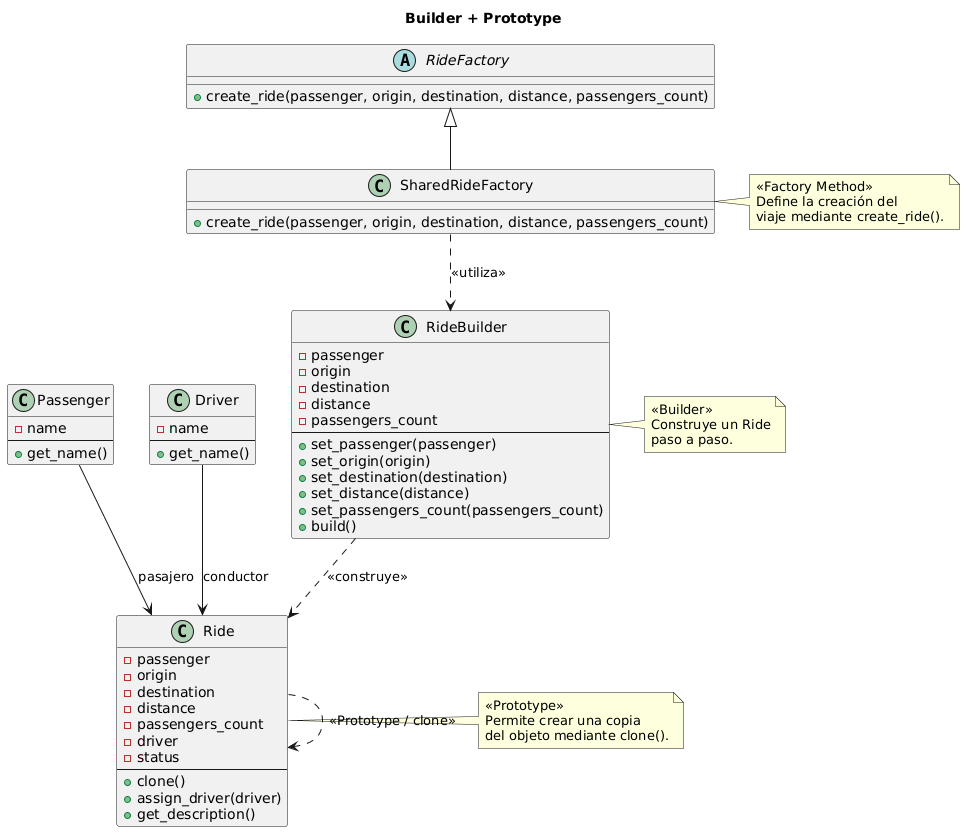 Builder + Prototype
A RideFactory
create_ride(passenger, origin, destination, distance, passengers_count)
C SharedRideFactory
create_ride(passenger, origin, destination, distance, passengers_count)
«Factory Method»
Define la creación del
viaje mediante create_ride().
«utiliza»
C RideBuilder
passenger
origin
destination
distance
passengers_count
set_passenger(passenger)
set_origin(origin)
set_destination(destination)
set_distance(distance)
set_passengers_count(passengers_count)
build()
«Builder»
Construye un Ride
paso a paso.
C Passenger
name
get_name()
C Driver
name
get_name()
pasajero
conductor
«construye»
C Ride
passenger
origin
destination
distance
passengers_count
driver
status
clone()
assign_driver(driver)
get_description()
«Prototype / clone»
«Prototype»
Permite crear una copia
del objeto mediante clone().